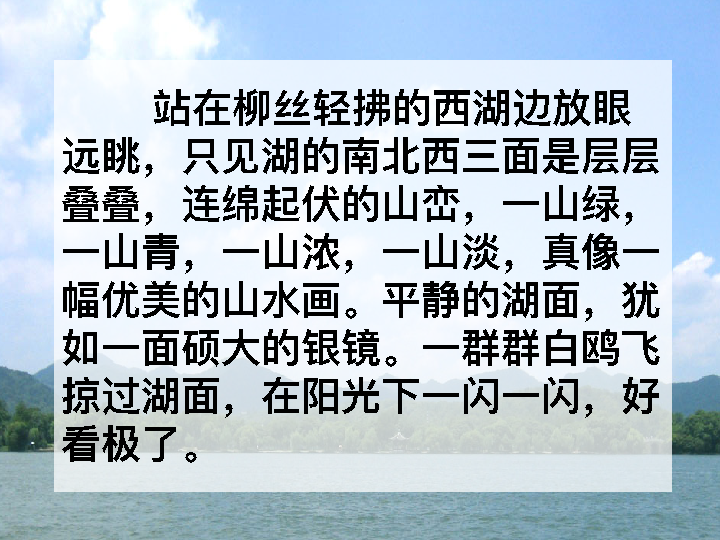 站在柳丝轻拂的西湖边放眼
远眺，只见湖的南北西三面是层层
叠叠，连绵起伏的山峦，一山绿，
一山青，一山浓，一山淡，真像一
幅优美的山水画。平静的湖面，犹
如一面硕大的银镜。一群群白鸥飞
掠过湖面，在阳光下一闪一闪，好
看极了。